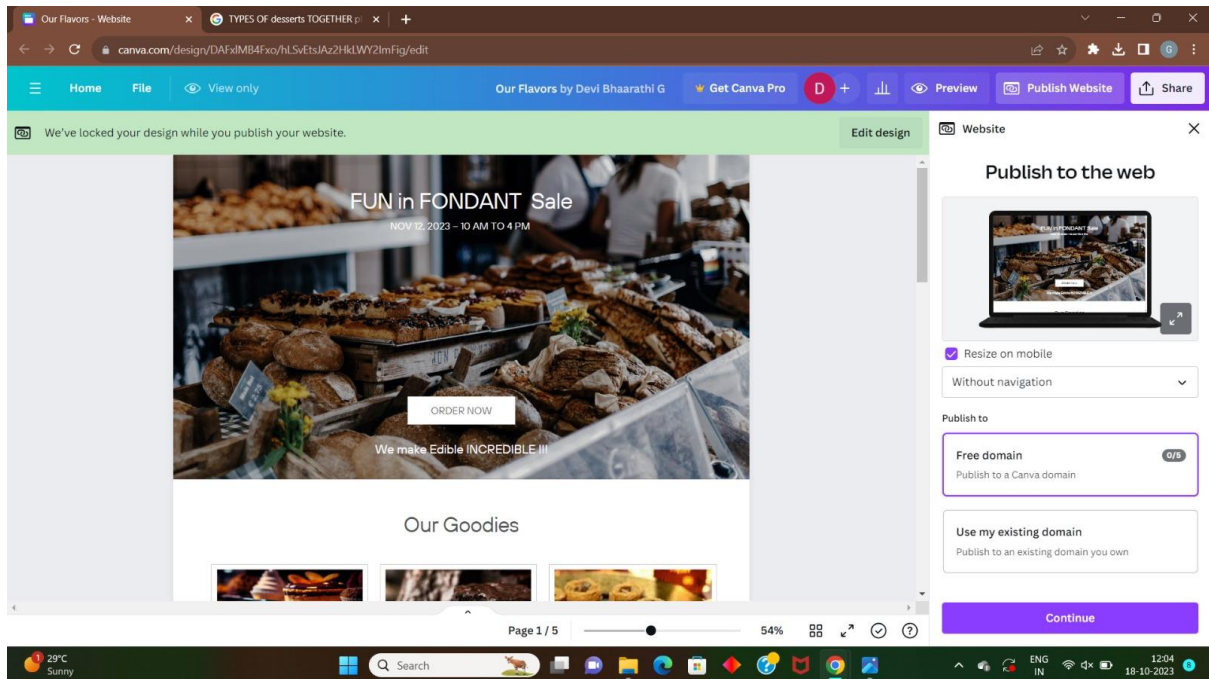 Our Flavors - Website
TYPES OF desserts TOGETHER pi
canva.com/design/DAFxlMB4Fxo/hLSvEtsJAz2HkLWY2ImFig/edit
G
Home File View only
Our Flavors by Devi Bhaarathi G
Get Canva Pro
D
Preview
Publish Website
Share
We've locked your design while you publish your website.
Edit design
FUN in FONDANT Sale
NOV 12, 2023 – 10 AM TO 4 PM
ORDER NOW
We make Edible INCREDIBLE !!!
Our Goodies
Page 1 / 5
54%
Website
Publish to the web
Resize on mobile
Without navigation
Publish to
Free domain
0/5
Publish to a Canva domain
Use my existing domain
Publish to an existing domain you own
Continue
1
29°C
Sunny
Search
ENG
IN
12:04
18-10-2023
8